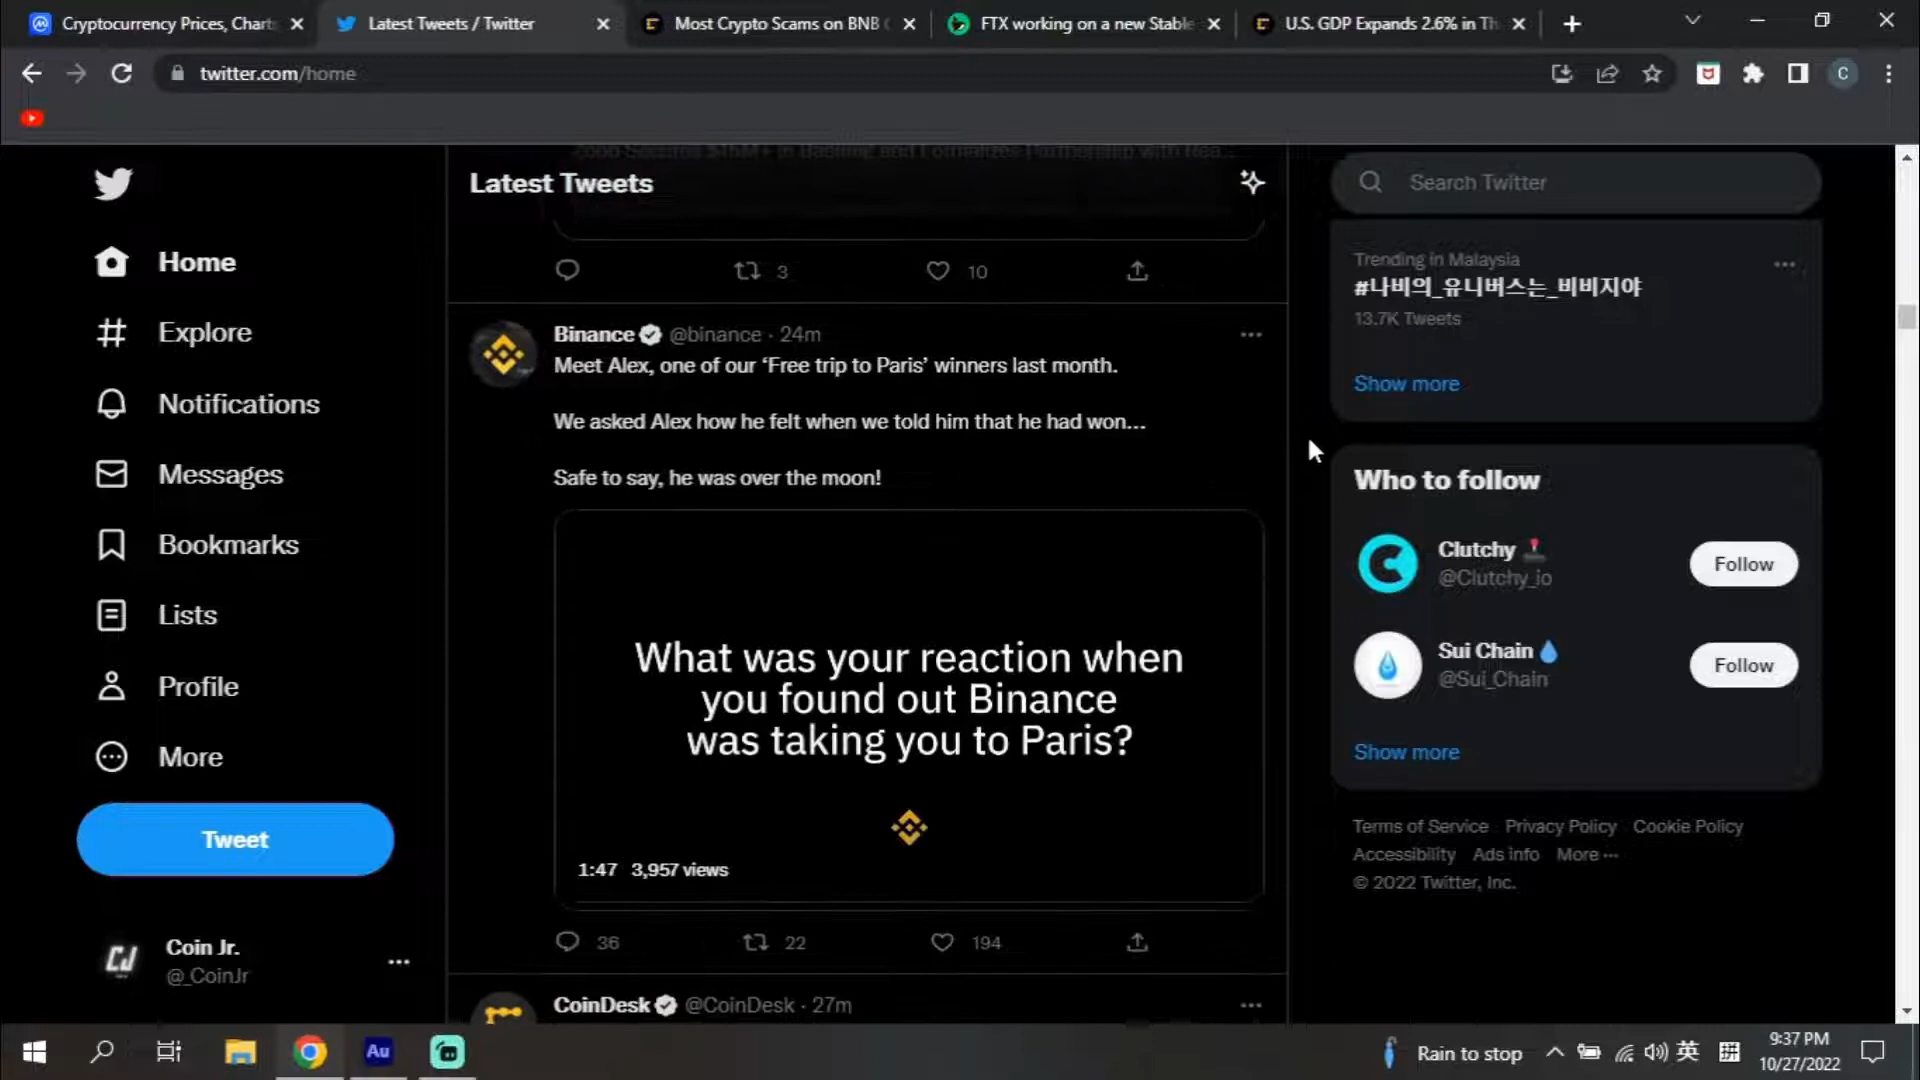 Cryptocurrency Prices, Charts
Latest Tweets / Twitter
Most Crypto Scams on BNB
FTX working on a new Stable
U.S. GDP Expands 2.6% in Th
twitter.com/home
C
Latest Tweets
Search Twitter
3
10
Home
Explore
Notifications
Messages
Bookmarks
Lists
Profile
More
Tweet
Coin Jr.
@_CoinJr
Binance @binance · 24m
Meet Alex, one of our ‘Free trip to Paris’ winners last month.
We asked Alex how he felt when we told him that he had won...
Safe to say, he was over the moon!
What was your reaction when
you found out Binance
was taking you to Paris?
1:47 3,957 views
36 22 194
CoinDesk @CoinDesk · 27m
Trending in Malaysia
#나비의_유니버스는_비비지야
13.7K Tweets
Show more
Who to follow
Clutchy
@Clutchy_io
Follow
Sui Chain
@Sui_Chain
Follow
Show more
Terms of Service Privacy Policy Cookie Policy
Accessibility Ads info More ···
© 2022 Twitter, Inc.
Au
Rain to stop
英
拼
9:37 PM
10/27/2022